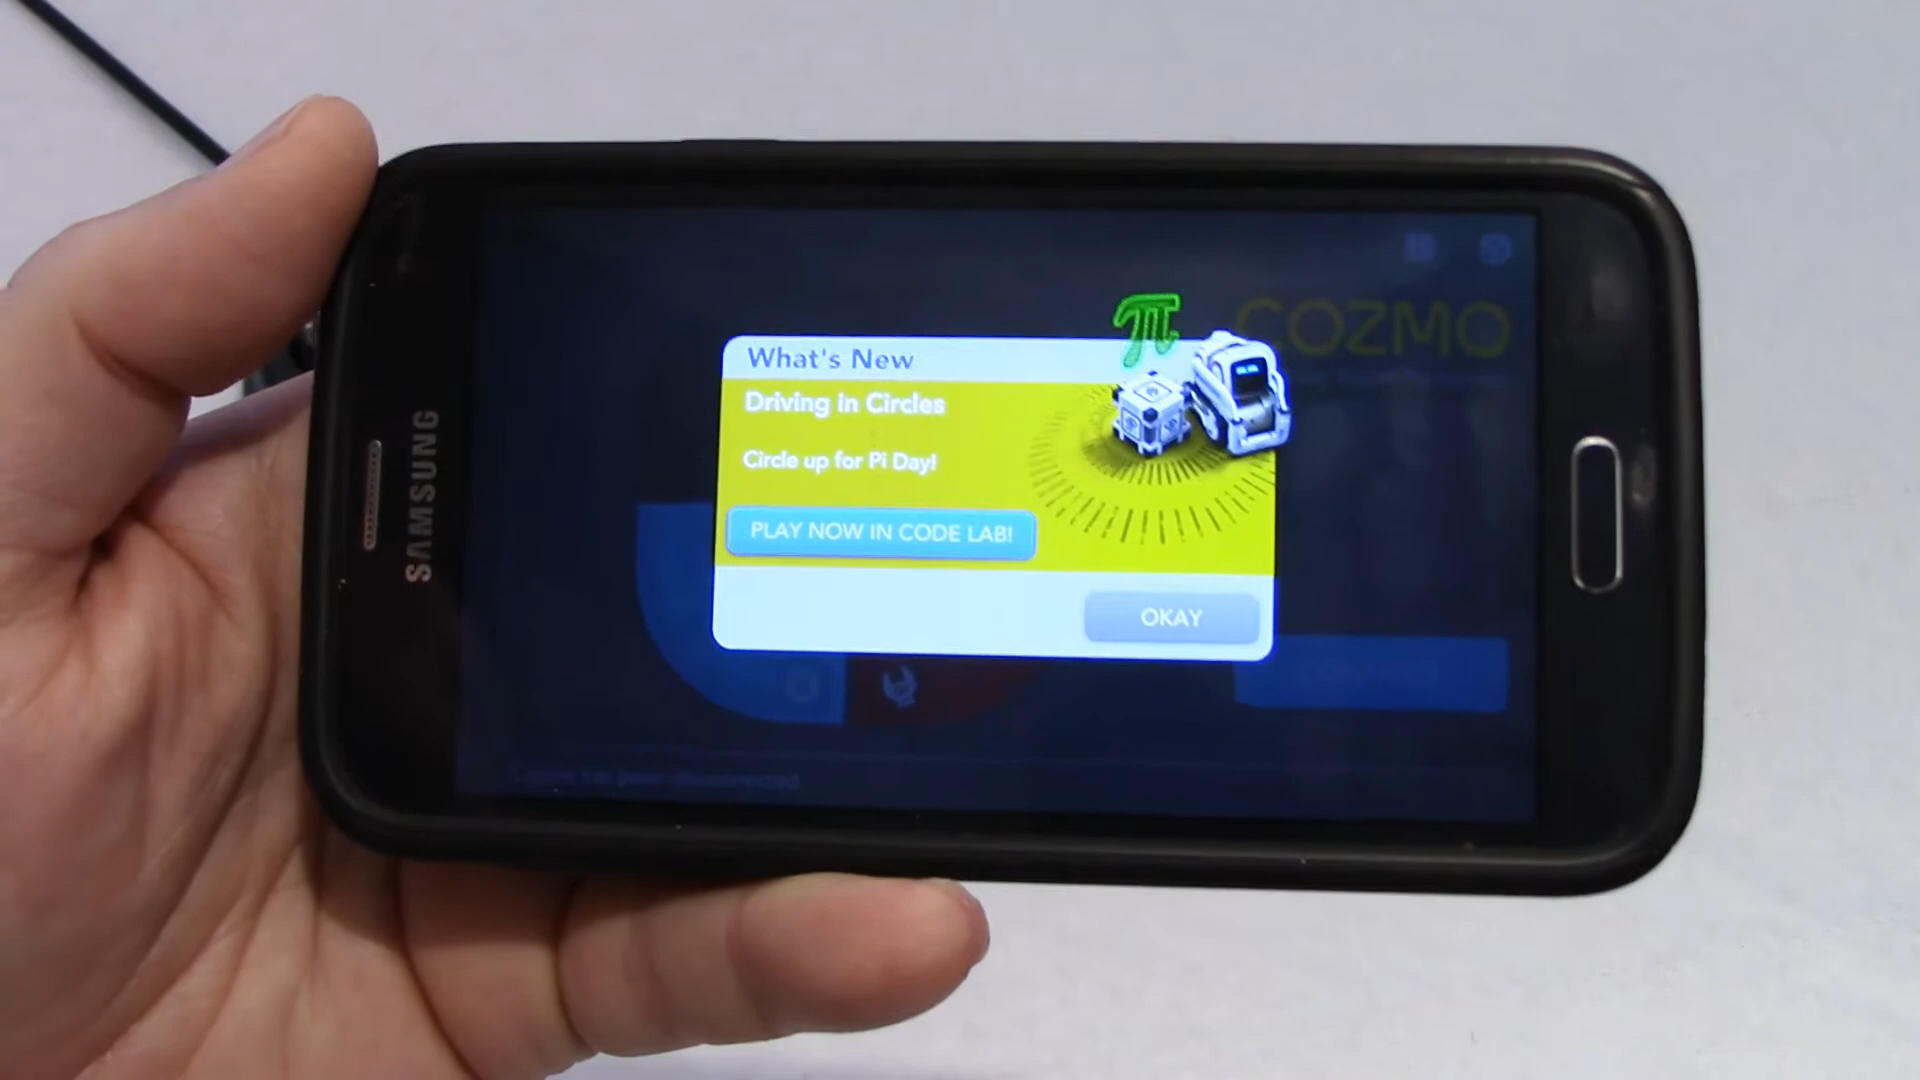 SAMSUNG
COZMO
What's New
Driving in Circles
Circle up for Pi Day!
PLAY NOW IN CODE LAB!
OKAY
π